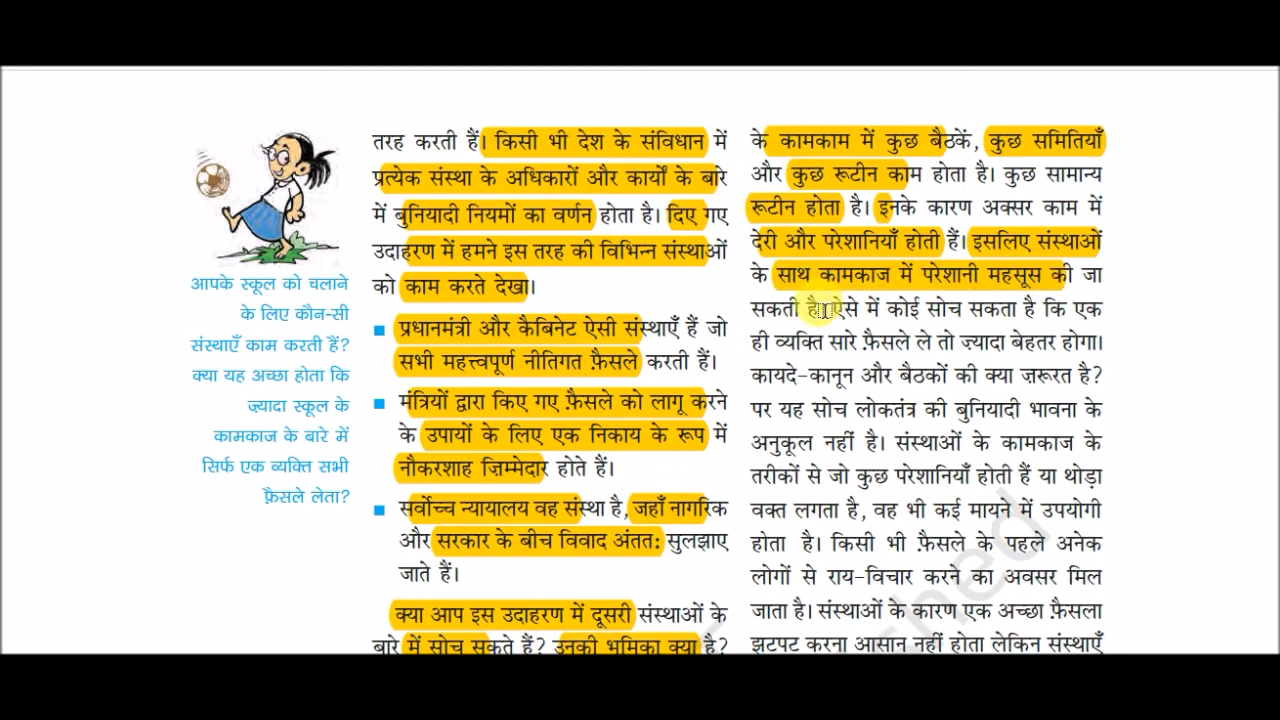 आपके स्कूल को चलाने
के लिए कौन-सी
संस्थाएँ काम करती हैं?
क्या यह अच्छा होता कि
ज़्यादा स्कूल के
कामकाज के बारे में
सिर्फ एक व्यक्ति सभी
फ़ैसले लेता?
तरह करती हैं। किसी भी देश के संविधान में
प्रत्येक संस्था के अधिकारों और कार्यों के बारे
में बुनियादी नियमों का वर्णन होता है। दिए गए
उदाहरण में हमने इस तरह की विभिन्न संस्थाओं
को काम करते देखा।
■ प्रधानमंत्री और कैबिनेट ऐसी संस्थाएँ हैं जो
सभी महत्त्वपूर्ण नीतिगत फ़ैसले करती हैं।
■ मंत्रियों द्वारा किए गए फ़ैसले को लागू करने
के उपायों के लिए एक निकाय के रूप में
नौकरशाह ज़िम्मेदार होते हैं।
■ सर्वोच्च न्यायालय वह संस्था है, जहाँ नागरिक
और सरकार के बीच विवाद अंततः सुलझाए
जाते हैं।
क्या आप इस उदाहरण में दूसरी संस्थाओं के
बारे में सोच सकते हैं? उनकी भूमिका क्या है?
के कामकाम में कुछ बैठकें, कुछ समितियाँ
और कुछ रूटीन काम होता है। कुछ सामान्य
रूटीन होता है। इनके कारण अक्सर काम में
देरी और परेशानियाँ होती हैं। इसलिए संस्थाओं
के साथ कामकाज में परेशानी महसूस की जा
सकती है। ऐसे में कोई सोच सकता है कि एक
ही व्यक्ति सारे फ़ैसले ले तो ज्यादा बेहतर होगा।
कायदे-कानून और बैठकों की क्या ज़रूरत है?
पर यह सोच लोकतंत्र की बुनियादी भावना के
अनुकूल नहीं है। संस्थाओं के कामकाज के
तरीकों से जो कुछ परेशानियाँ होती हैं या थोड़ा
वक्त लगता है, वह भी कई मायने में उपयोगी
होता है। किसी भी फ़ैसले के पहले अनेक
लोगों से राय-विचार करने का अवसर मिल
जाता है। संस्थाओं के कारण एक अच्छा फ़ैसला
झटपट करना आसान नहीं होता लेकिन संस्थाएँ